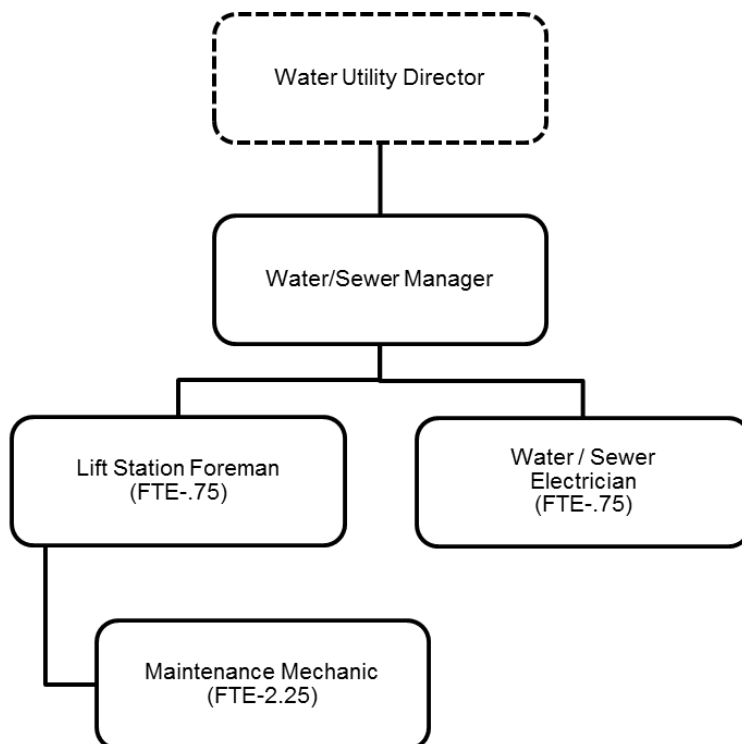 Water Utility Director
Water/Sewer Manager
Lift Station Foreman
(FTE-.75)
Water / Sewer
Electrician
(FTE-.75)
Maintenance Mechanic
(FTE-2.25)